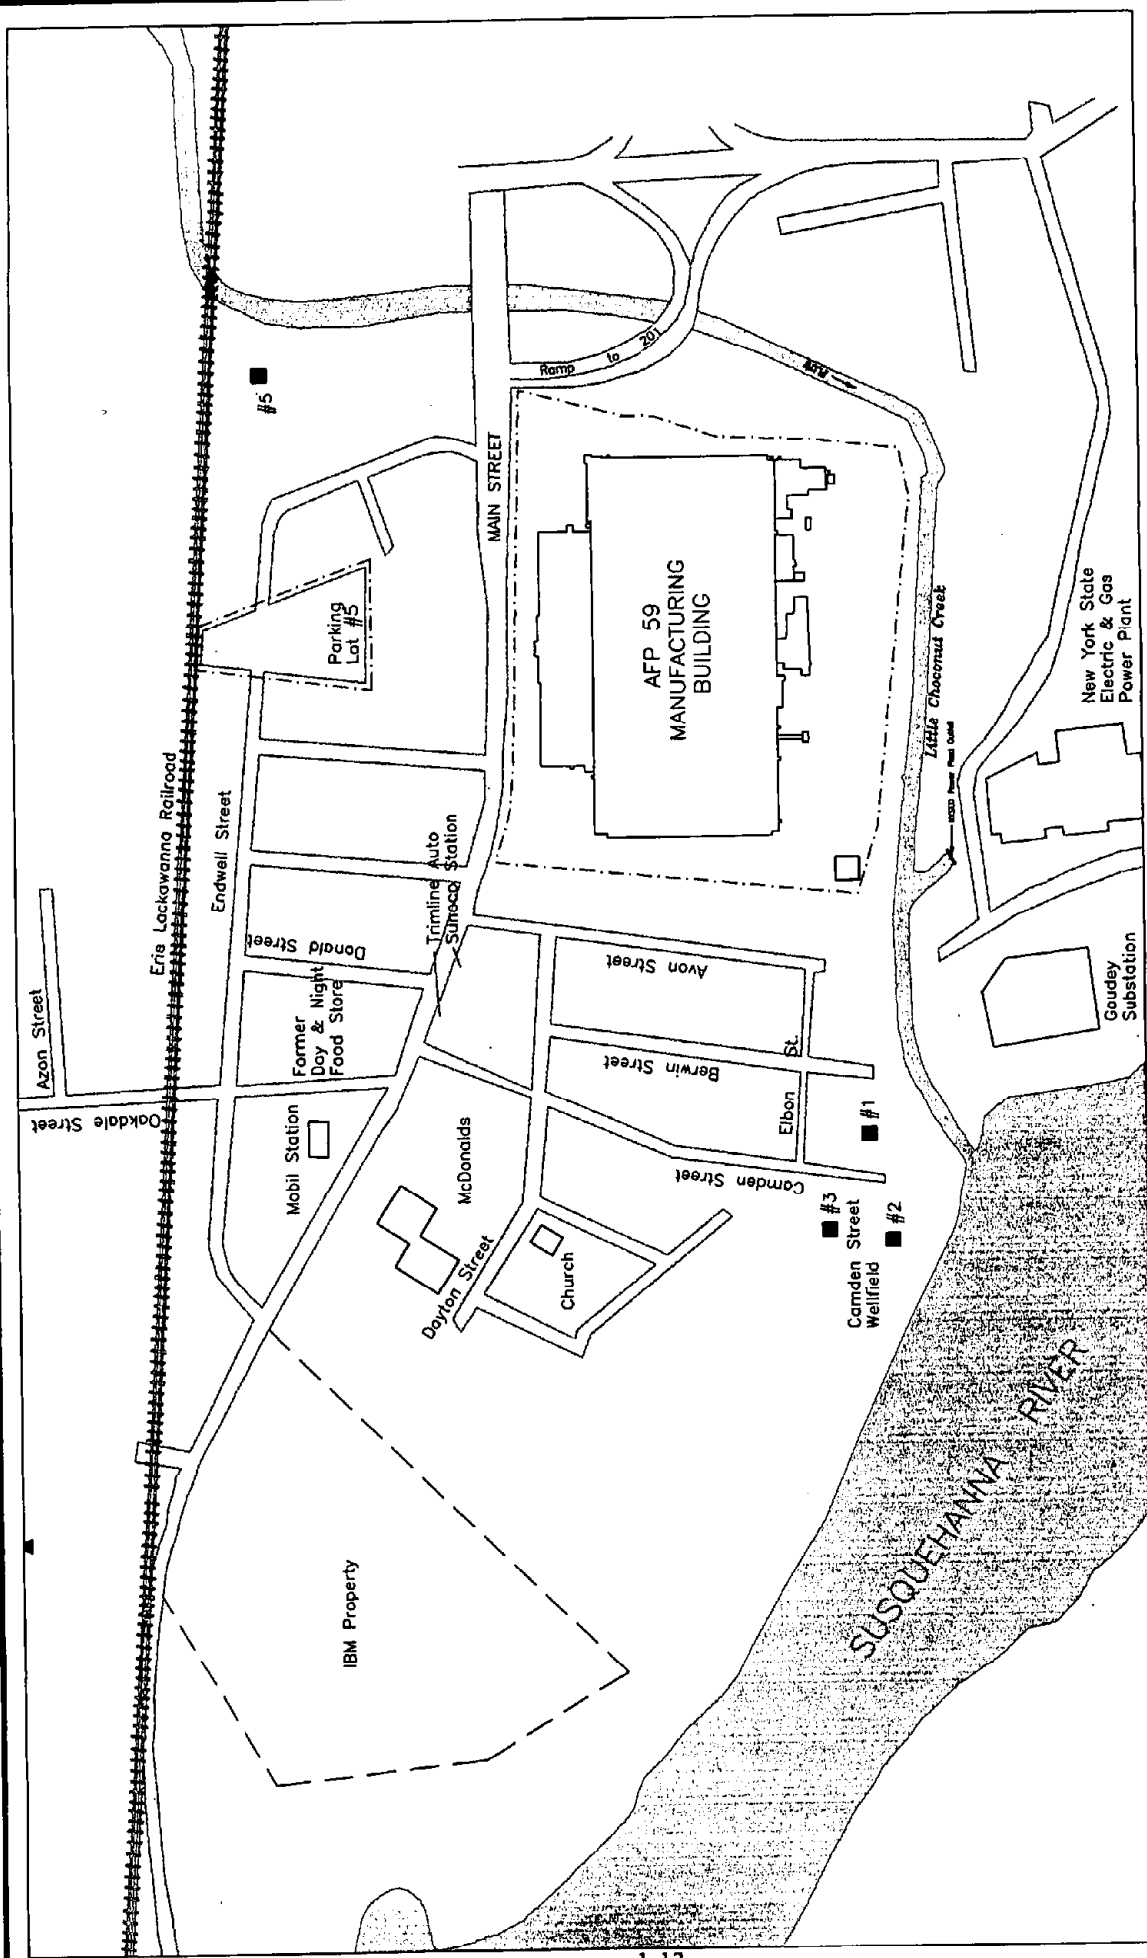 Erie Lackawanna Railroad
Azon Street
Oakdale Street
Endwell Street
Donald Street
Former
Day & Night
Food Store
Mobil Station
Trimline Auto
Sunoco Station
Parking
Lot #5
#5
MAIN STREET
Ramp to 201
FLOW
AFP 59
MANUFACTURING
BUILDING
McDonalds
Dayton Street
Church
Avon Street
Berwin Street
Elbon St.
Camden Street
#1
#3
#2
Camden Street
Wellfield
Little Choconut Creek
New York State
Electric & Gas
Power Plant
Goudey
Substation
IBM Property
SUSQUEHANNA RIVER